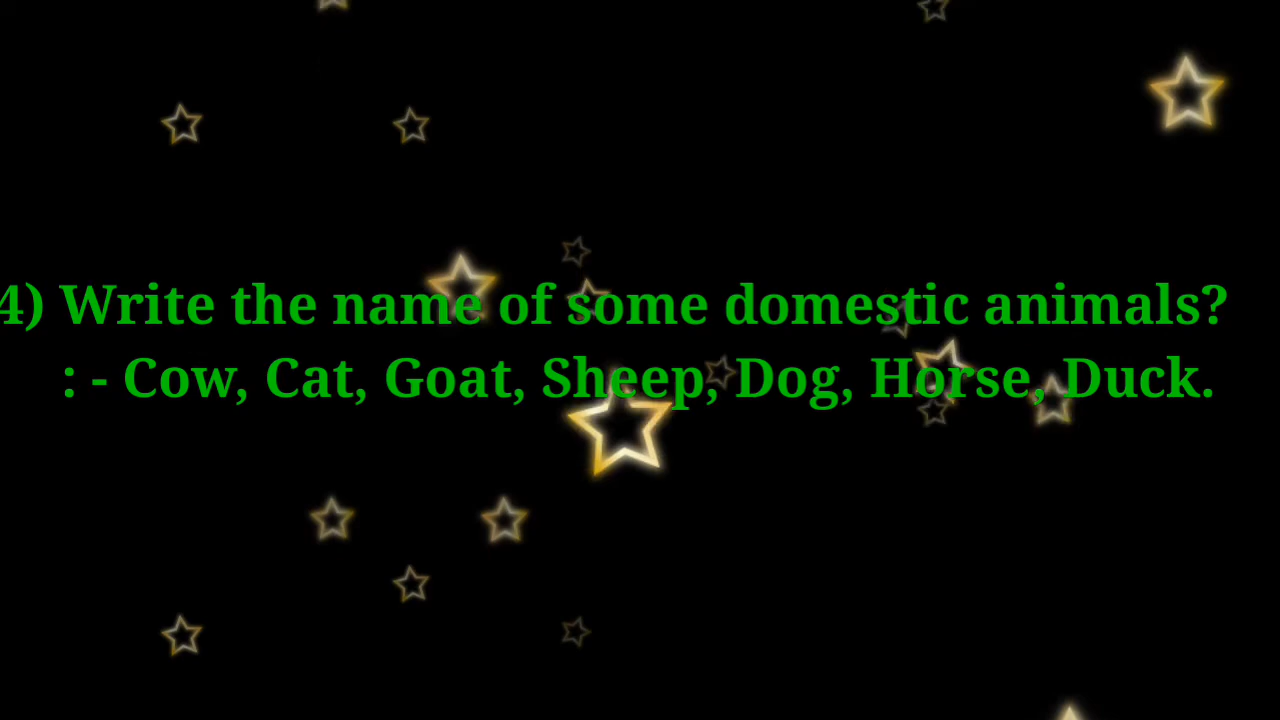 4) Write the name of some domestic animals?
: - Cow, Cat, Goat, Sheep, Dog, Horse, Duck.